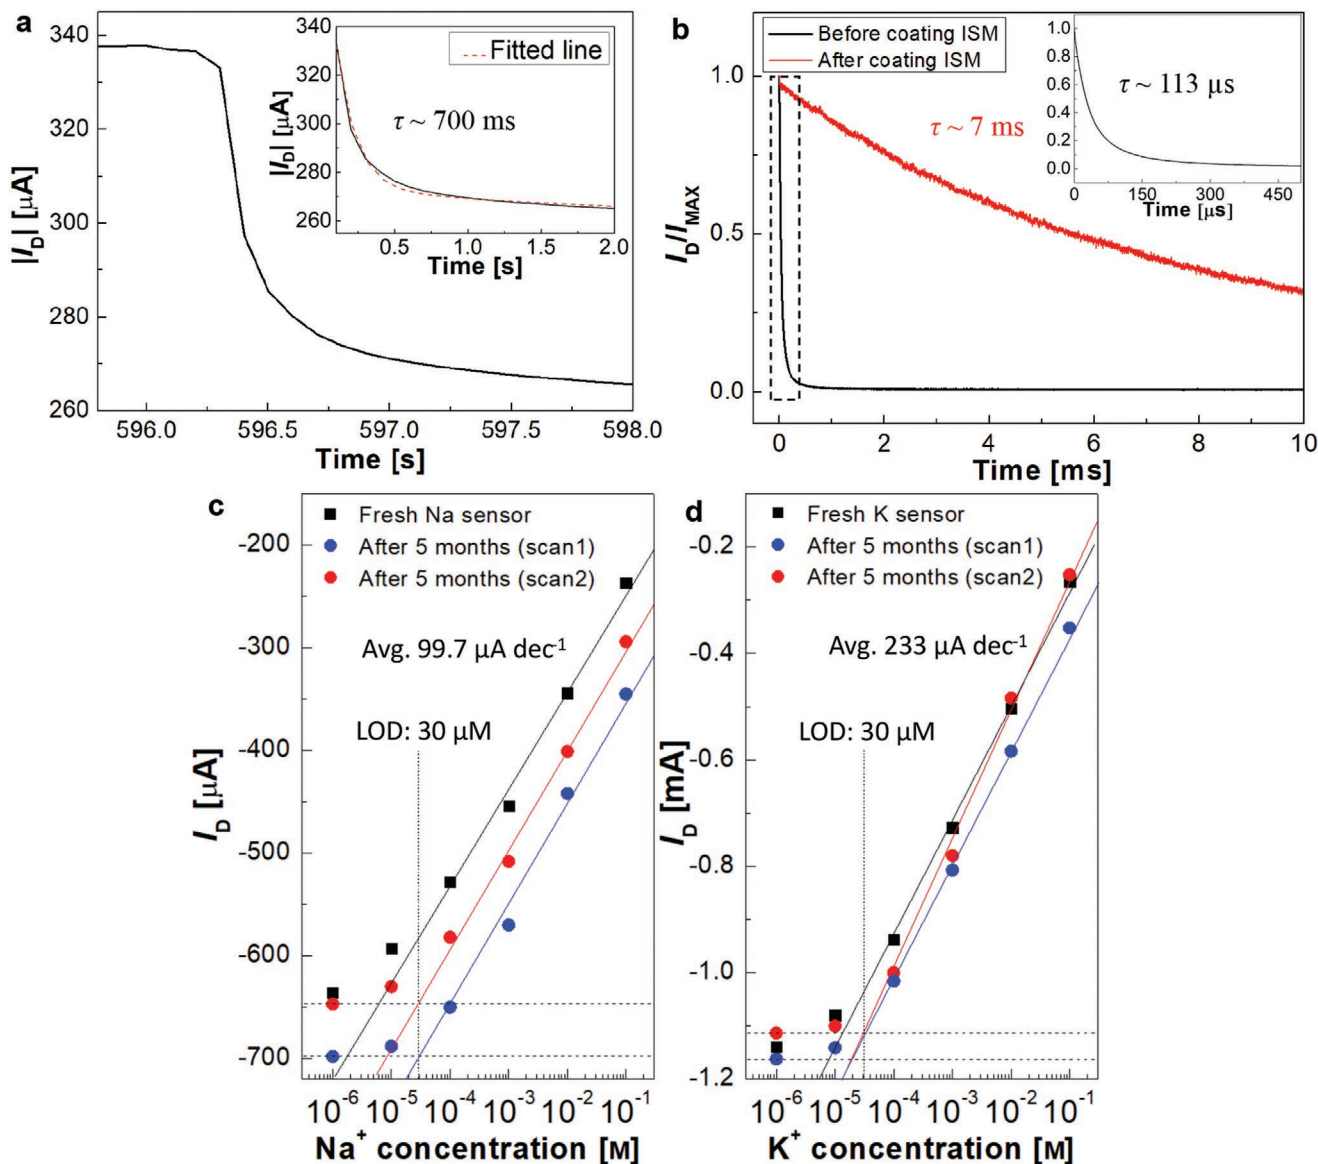 a
340
320
300
280
260
|I_D| [µA]
596.0 596.5 597.0 597.5 598.0
Time [s]
340
320
300
280
260
|I_D| [µA]
Fitted line
τ ~ 700 ms
0.5 1.0 1.5 2.0
Time [s]
b
Before coating ISM
After coating ISM
1.0
0.5
0.0
I_D/I_MAX
τ ~ 7 ms
0 2 4 6 8 10
Time [ms]
1.0
0.8
0.6
0.4
0.2
0.0
τ ~ 113 µs
0 150 300 450
Time [µs]
c
Fresh Na sensor
After 5 months (scan1)
After 5 months (scan2)
Avg. 99.7 µA dec⁻¹
LOD: 30 µM
-200
-300
-400
-500
-600
-700
I_D [µA]
10⁻⁶ 10⁻⁵ 10⁻⁴ 10⁻³ 10⁻² 10⁻¹
Na⁺ concentration [M]
d
Fresh K sensor
After 5 months (scan1)
After 5 months (scan2)
Avg. 233 µA dec⁻¹
LOD: 30 µM
-0.2
-0.4
-0.6
-0.8
-1.0
-1.2
I_D [mA]
10⁻⁶ 10⁻⁵ 10⁻⁴ 10⁻³ 10⁻² 10⁻¹
K⁺ concentration [M]